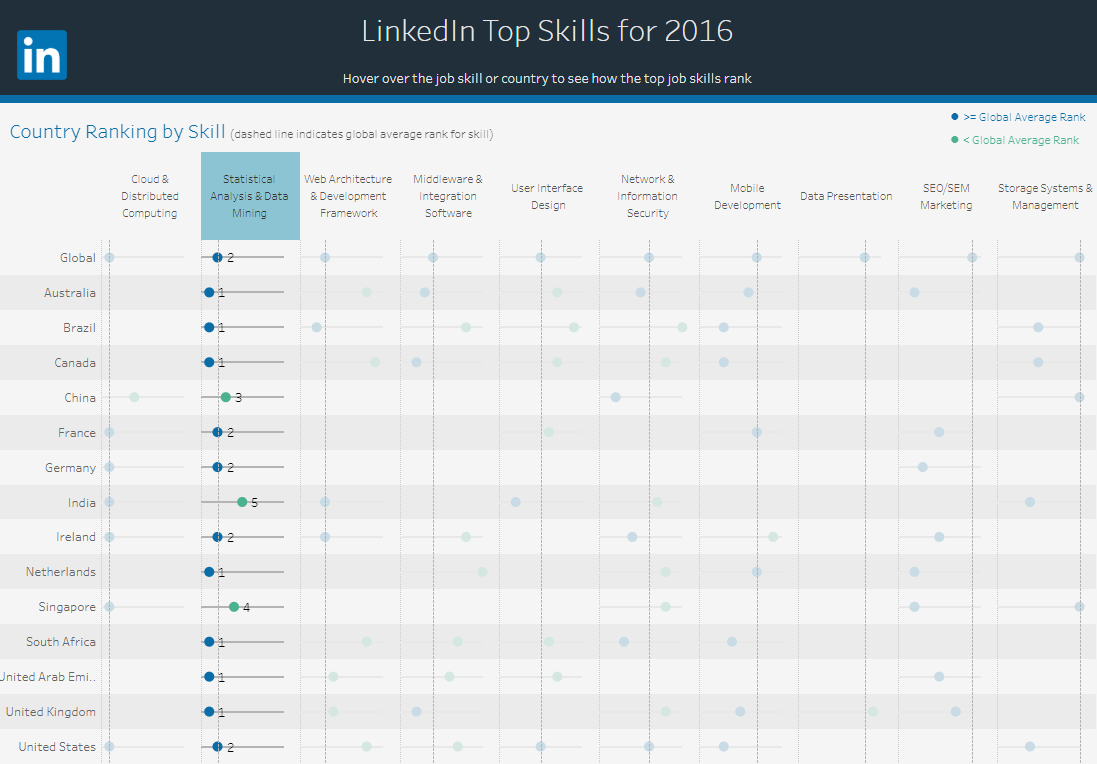 in
LinkedIn Top Skills for 2016
Hover over the job skill or country to see how the top job skills rank
Country Ranking by Skill (dashed line indicates global average rank for skill)
>= Global Average Rank
< Global Average Rank
Cloud &
Distributed
Computing
Statistical
Analysis & Data
Mining
Web Architecture
& Development
Framework
Middleware &
Integration
Software
User Interface
Design
Network &
Information
Security
Mobile
Development
Data Presentation
SEO/SEM
Marketing
Storage Systems &
Management
Global 2
Australia 1
Brazil 1
Canada 1
China 3
France 2
Germany 2
India 5
Ireland 2
Netherlands 1
Singapore 4
South Africa 1
United Arab Emi.. 1
United Kingdom 1
United States 2